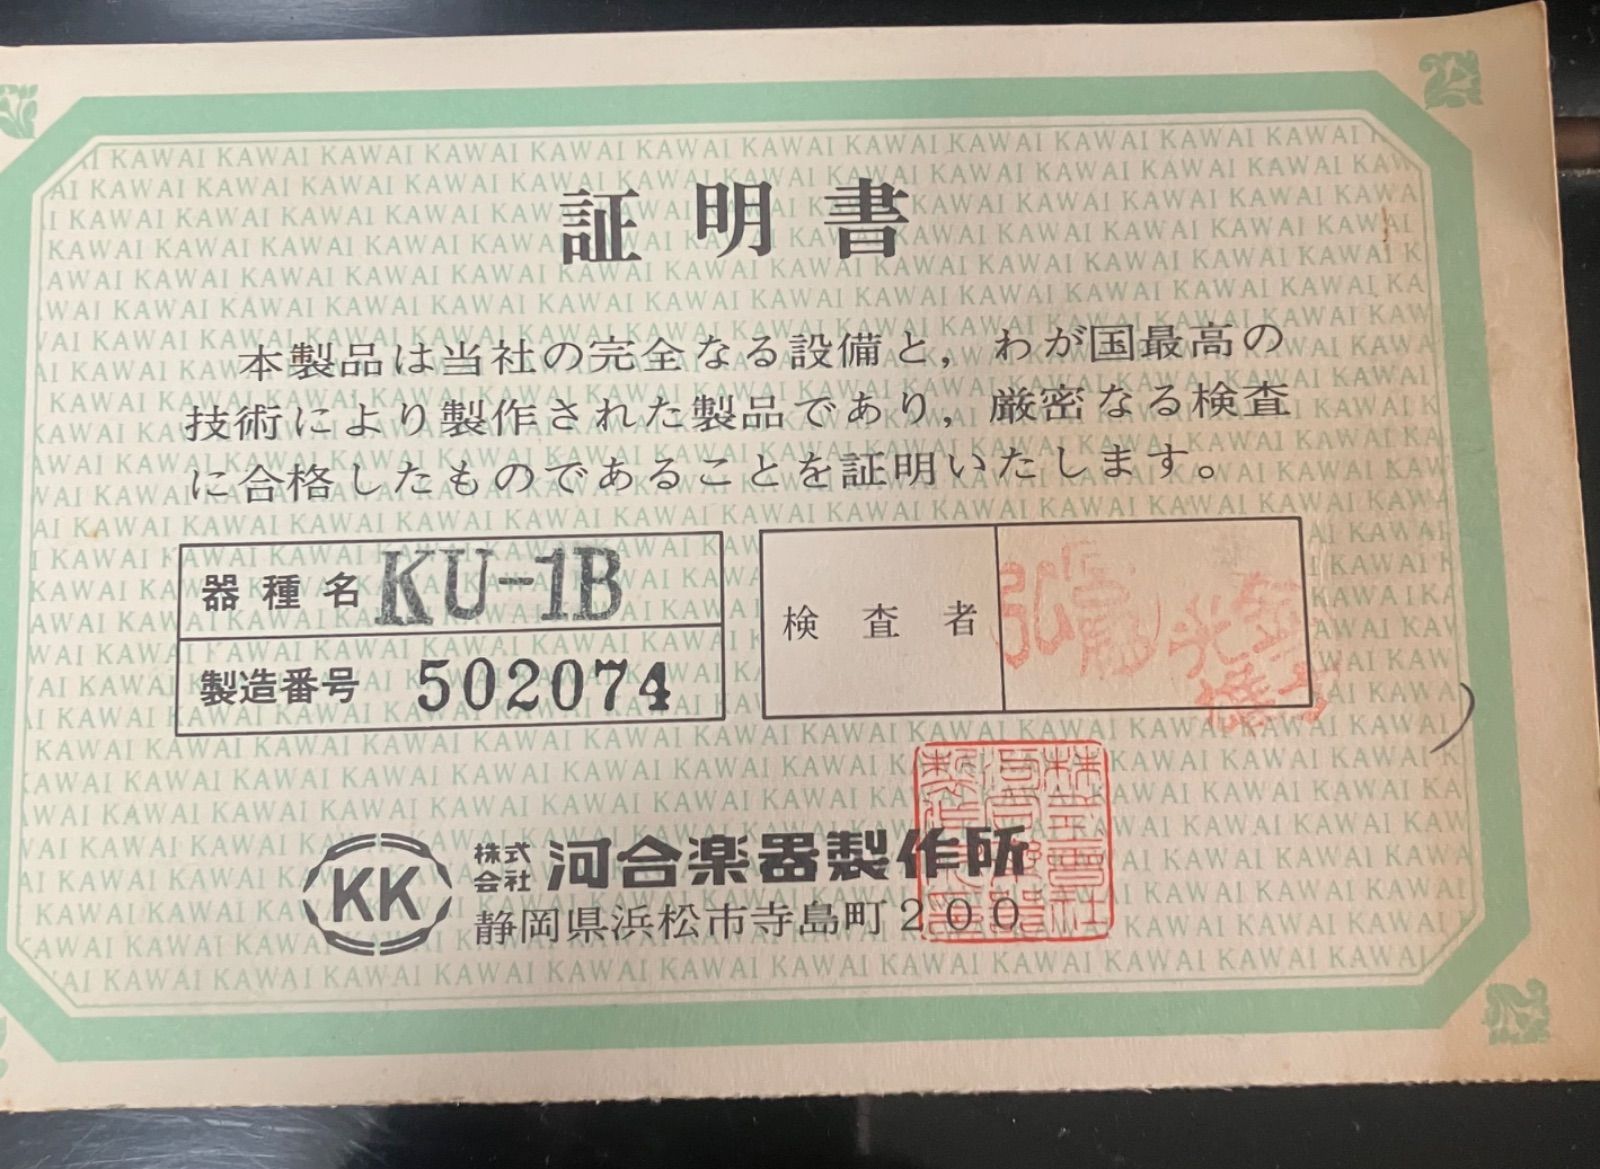 証明書
本製品は当社の完全なる設備と，わが国最高の
技術により製作された製品であり，厳密なる検査
に合格したものであることを証明いたします。
器種名 KU-1B
製造番号 502074
検査者
KK
株式会社 河合楽器製作所
静岡県浜松市寺島町200